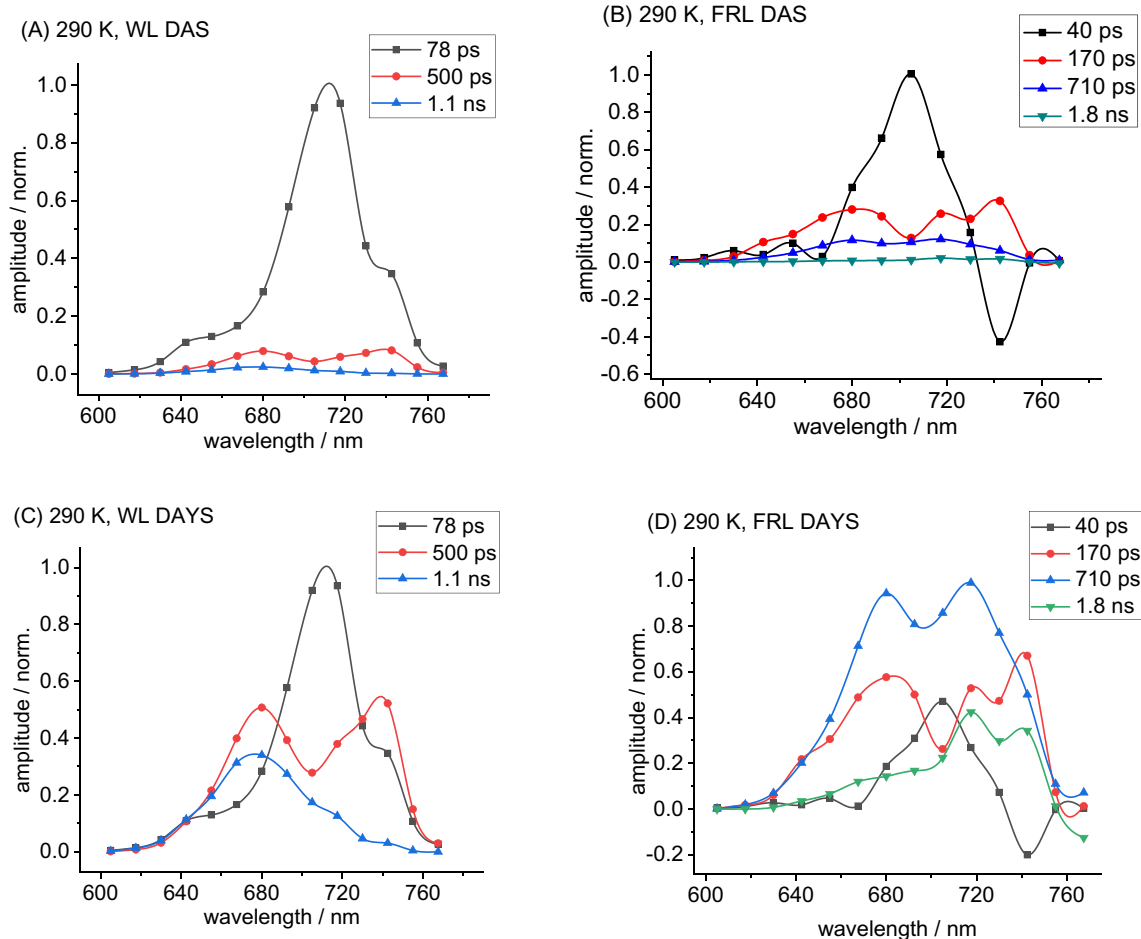 (A) 290 K, WL DAS
78 ps
500 ps
1.1 ns
1.0
0.8
0.6
0.4
0.2
0.0
amplitude / norm.
600 640 680 720 760
wavelength / nm
(B) 290 K, FRL DAS
40 ps
170 ps
710 ps
1.8 ns
1.0
0.8
0.6
0.4
0.2
0.0
-0.2
-0.4
-0.6
amplitude / norm.
600 640 680 720 760
wavelength / nm
(C) 290 K, WL DAYS
78 ps
500 ps
1.1 ns
1.0
0.8
0.6
0.4
0.2
0.0
amplitude / norm.
600 640 680 720 760
wavelength / nm
(D) 290 K, FRL DAYS
40 ps
170 ps
710 ps
1.8 ns
1.0
0.8
0.6
0.4
0.2
0.0
-0.2
amplitude / norm.
600 640 680 720 760
wavelength / nm